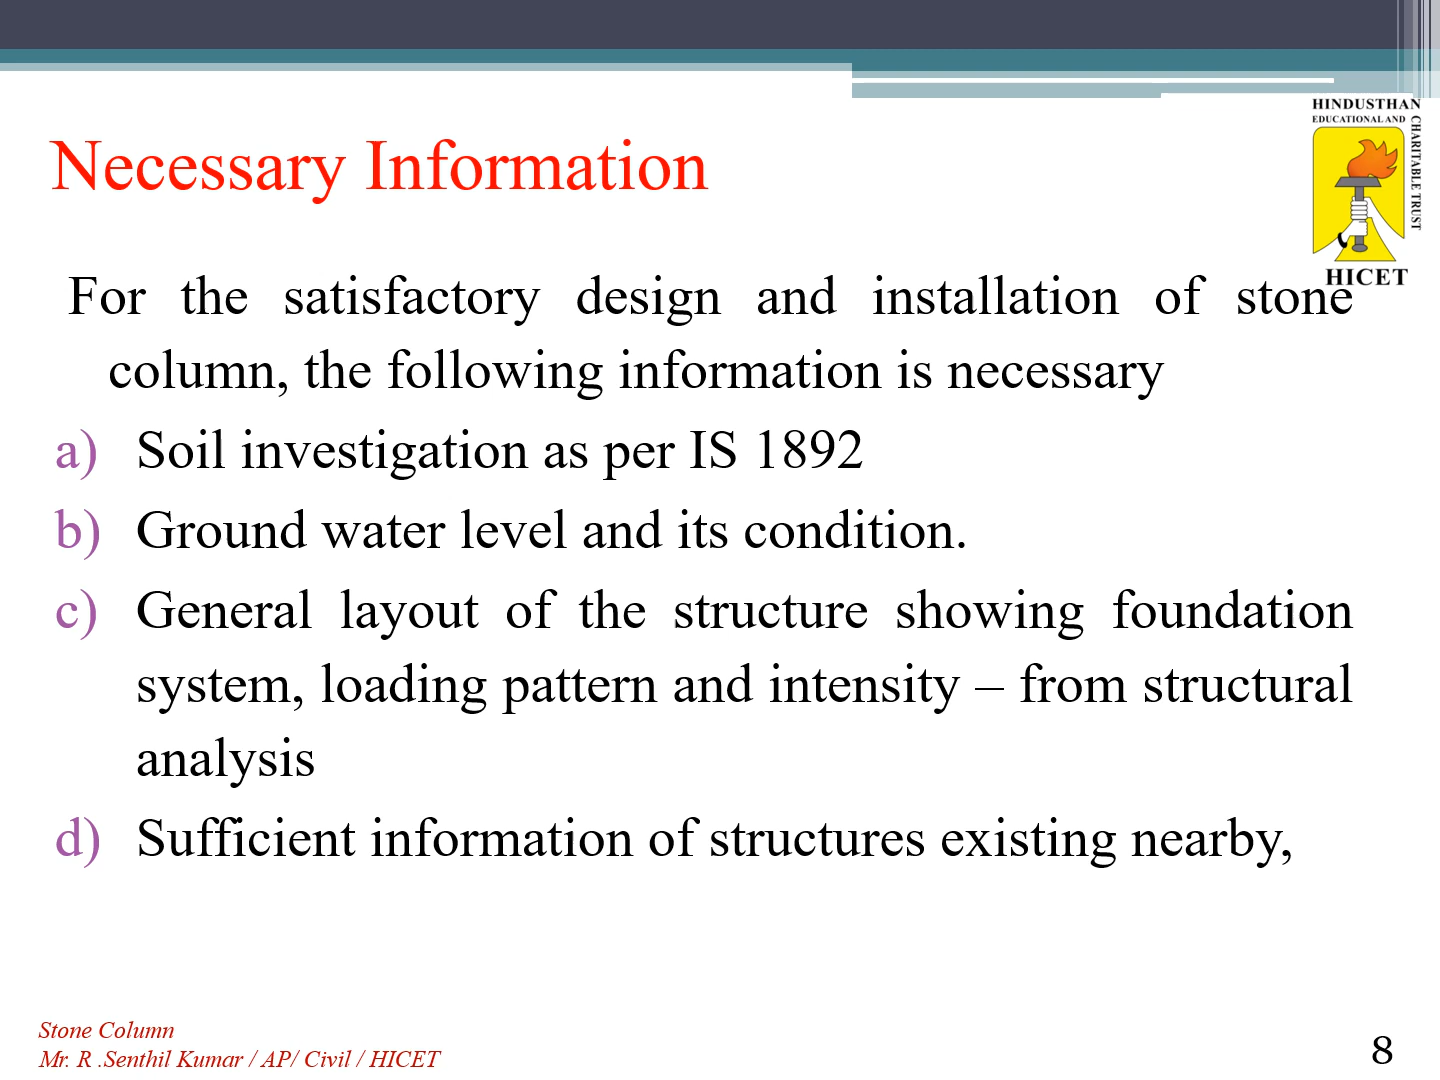 HINDUSTHAN
EDUCATIONAL AND
CHARITABLE TRUST
HICET
Necessary Information
For the satisfactory design and installation of stone
column, the following information is necessary
a) Soil investigation as per IS 1892
b) Ground water level and its condition.
c) General layout of the structure showing foundation
system, loading pattern and intensity – from structural
analysis
d) Sufficient information of structures existing nearby,
Stone Column
Mr. R .Senthil Kumar / AP/ Civil / HICET
8